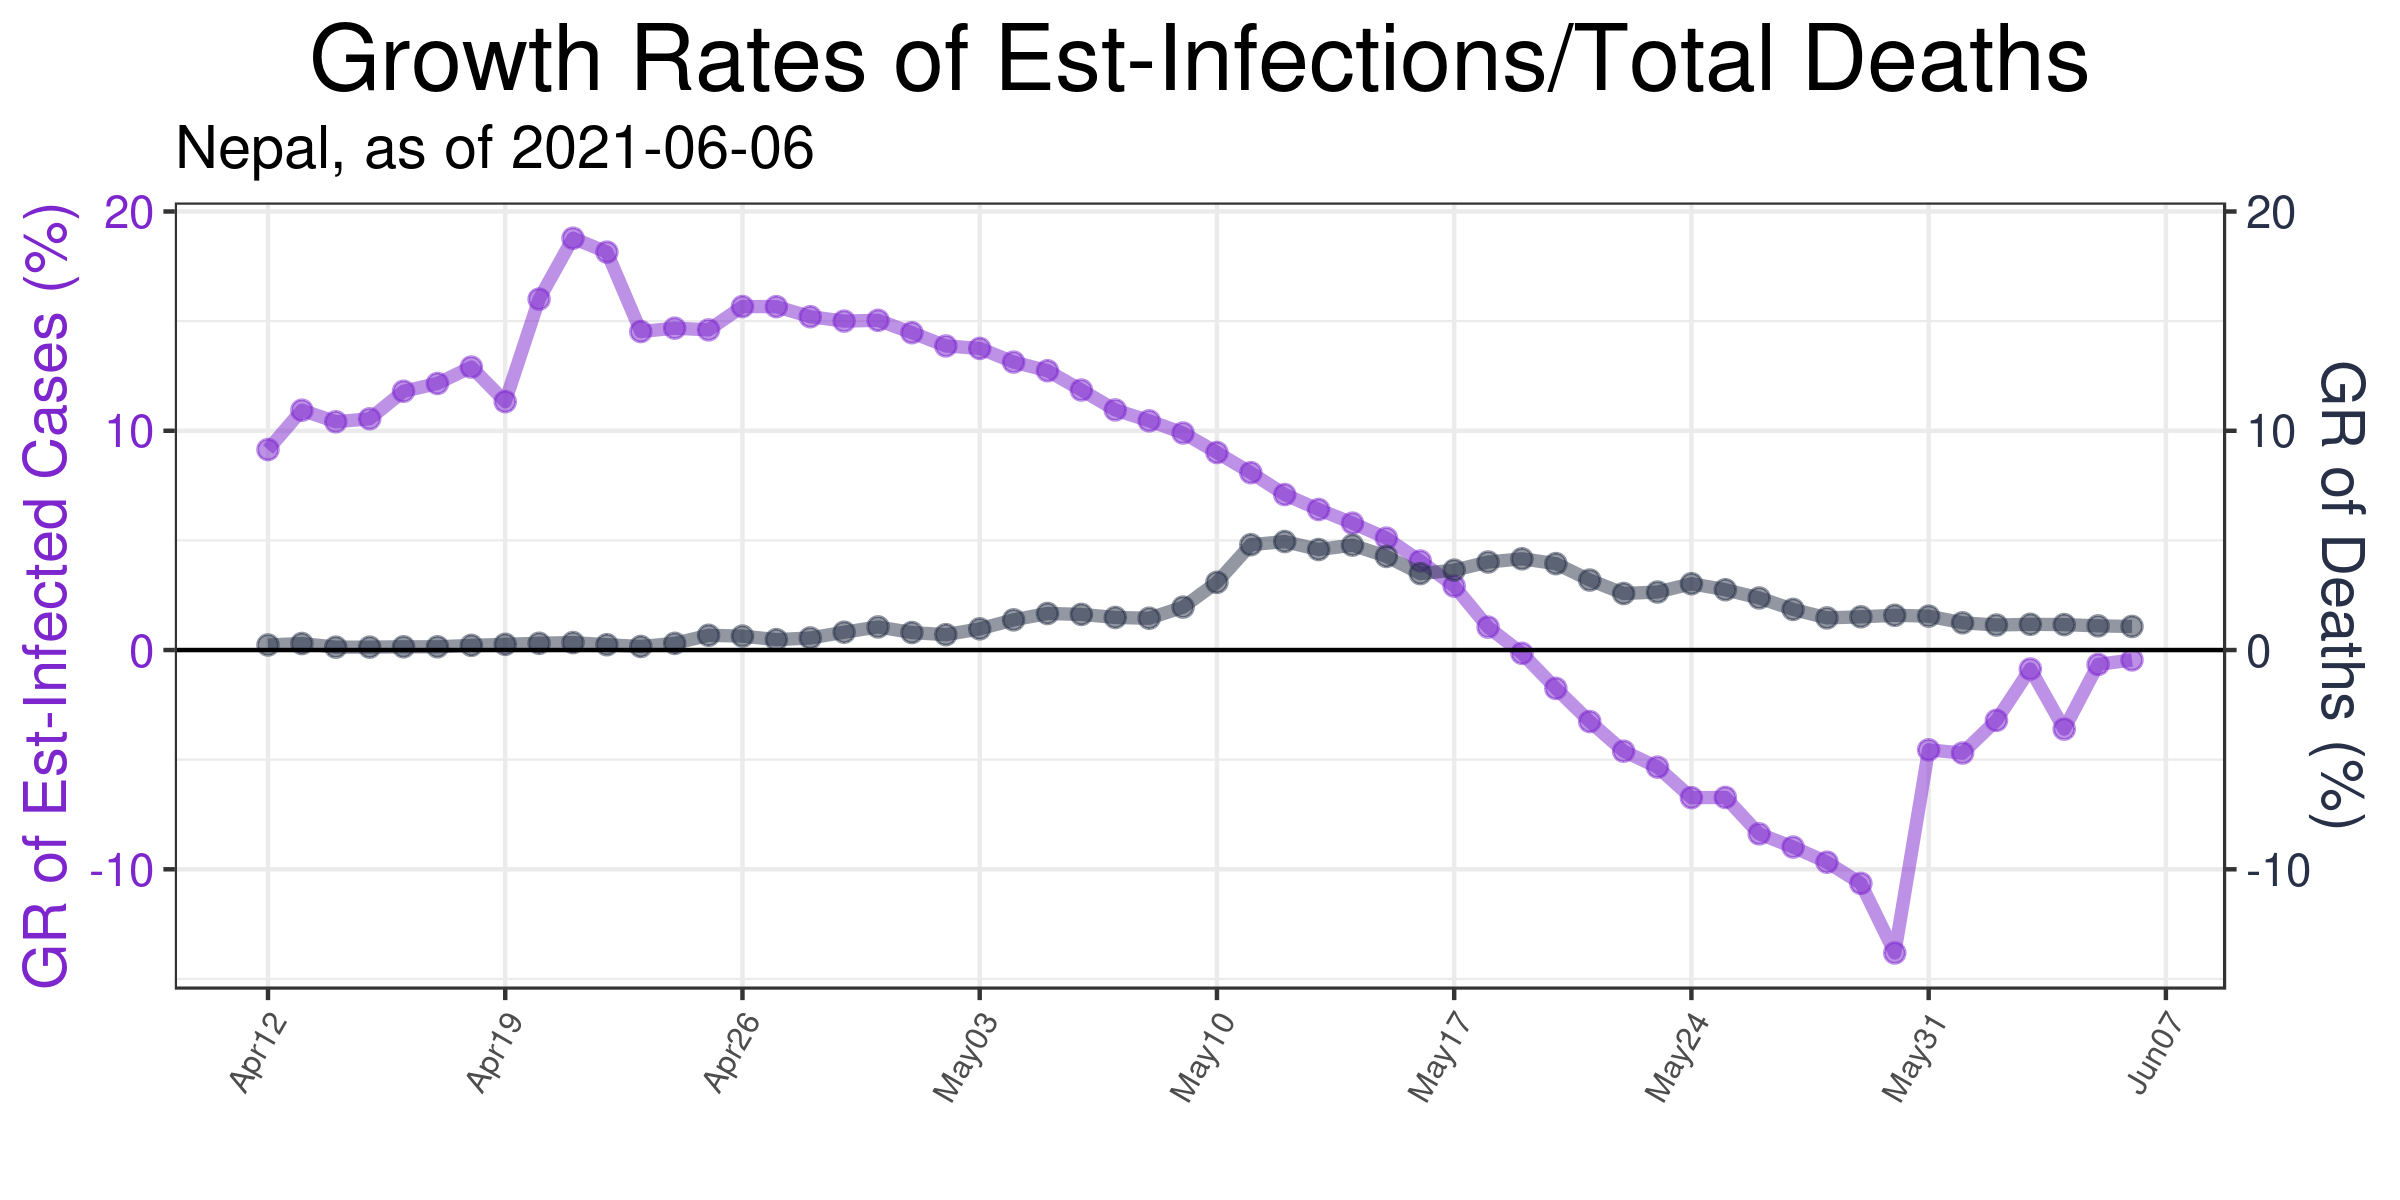 Growth Rates of Est-Infections/Total Deaths
Nepal, as of 2021-06-06
GR of Est-Infected Cases (%)
20
10
0
-10
20
10
0
-10
GR of Deaths (%)
Apr12
Apr19
Apr26
May03
May10
May17
May24
May31
Jun07